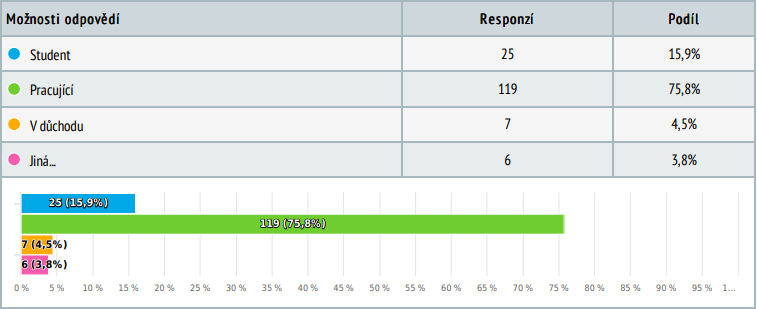 Možnosti odpovědí Responzí Podíl
Student 25 15,9%
Pracující 119 75,8%
V důchodu 7 4,5%
Jiná... 6 3,8%
25 (15,9%)
119 (75,8%)
7 (4,5%)
6 (3,8%)
0 % 5 % 10 % 15 % 20 % 25 % 30 % 35 % 40 % 45 % 50 % 55 % 60 % 65 % 70 % 75 % 80 % 85 % 90 % 95 % 1...